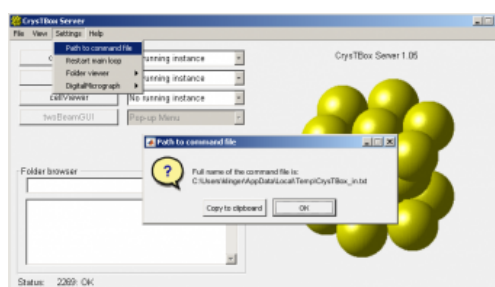 CrysTBox Server
File View Settings Help
Path to command file
Restart main loop
Folder viewer
DigitalMicrograph
running instance
running instance
cellViewer
No running instance
twoBeamGUI
Pop-up Menu
CrysTBox Server 1.06
Path to command file
Full name of the command file is:
C:\Users\klinger\AppData\Local\Temp\CrysTBox_in.txt
Copy to clipboard
OK
Folder browser
Status: 2269: OK